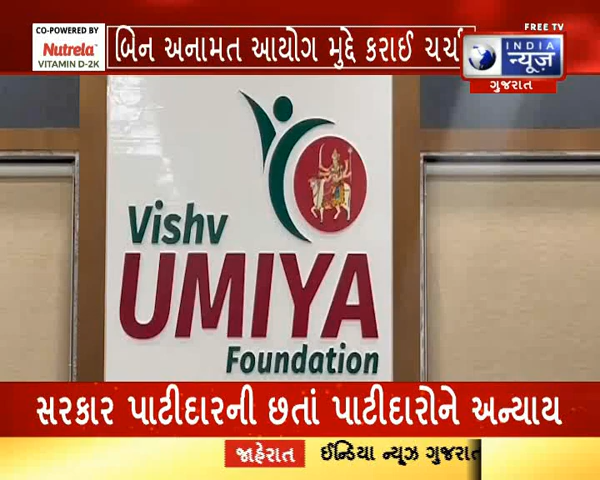 CO-POWERED BY
Nutrela
VITAMIN D-2K
બિન અનામત આયોગ મુદ્દે કરાઈ
FREE TV
INDIA
न्यूज़
ગુજરાત
Vishv
UMIYA
Foundation
સરકાર પાટીદારની છતાં પાટીદારોને અન્યાય
જાહેરાત
ઈન્ડિયા ન્યૂઝ ગુજરાત